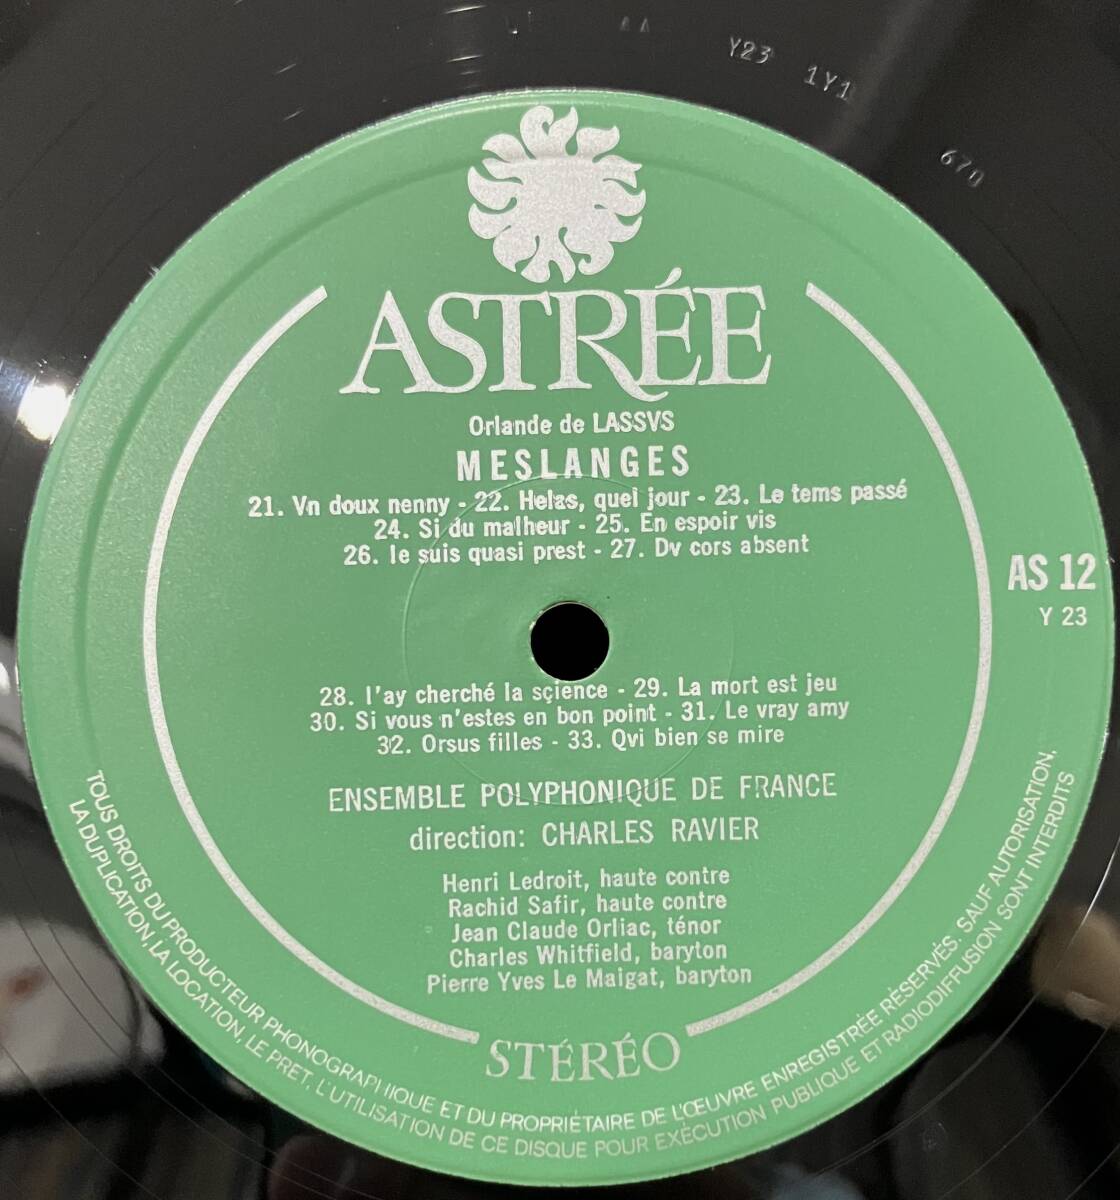 Y23 1Y1
670
ASTRÉE
Orlande de LASSVS
MESLANGES
21. Vn doux nenny - 22. Helas, quel jour - 23. Le tems passé
24. Si du malheur - 25. En espoir vis
26. Ie suis quasi prest - 27. Dv cors absent
AS 12
Y 23
28. I'ay cherché la sçience - 29. La mort est jeu
30. Si vous n'estes en bon point - 31. Le vray amy
32. Orsus filles - 33. Qvi bien se mire
ENSEMBLE POLYPHONIQUE DE FRANCE
direction: CHARLES RAVIER
Henri Ledroit, haute contre
Rachid Safir, haute contre
Jean Claude Orliac, ténor
Charles Whitfield, baryton
Pierre Yves Le Maigat, baryton
STÉRÉO
TOUS DROITS DU PRODUCTEUR PHONOGRAPHIQUE ET DU PROPRIÉTAIRE DE L'ŒUVRE ENREGISTRÉE RÉSERVÉS. SAUF AUTORISATION,
LA DUPLICATION, LA LOCATION, LE PRET, L'UTILISATION DE CE DISQUE POUR EXÉCUTION PUBLIQUE ET RADIODIFFUSION SONT INTERDITS